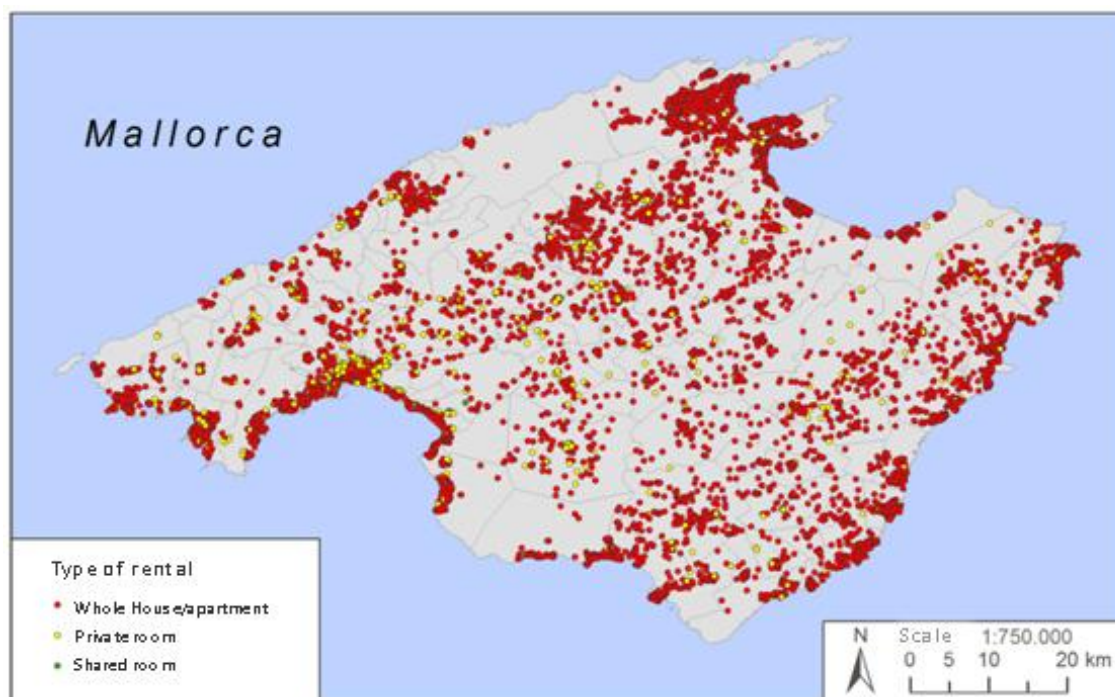 Mallorca
Type of rental
Whole House/apartment
Private room
Shared room
N
Scale 1:750.000
0 5 10 20 km